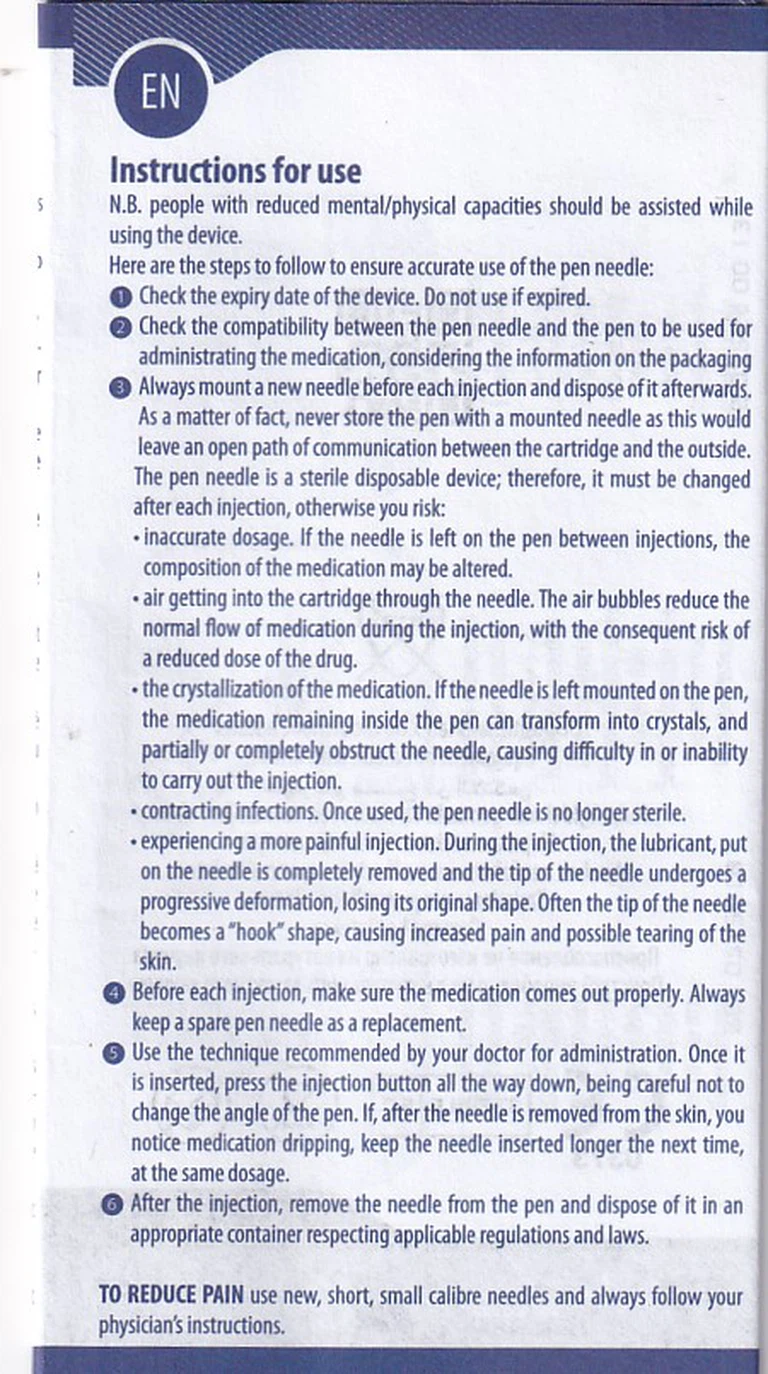 EN
Instructions for use
N.B. people with reduced mental/physical capacities should be assisted while
using the device.
Here are the steps to follow to ensure accurate use of the pen needle:
1 Check the expiry date of the device. Do not use if expired.
2 Check the compatibility between the pen needle and the pen to be used for
administrating the medication, considering the information on the packaging
3 Always mount a new needle before each injection and dispose of it afterwards.
As a matter of fact, never store the pen with a mounted needle as this would
leave an open path of communication between the cartridge and the outside.
The pen needle is a sterile disposable device; therefore, it must be changed
after each injection, otherwise you risk:
• inaccurate dosage. If the needle is left on the pen between injections, the
composition of the medication may be altered.
• air getting into the cartridge through the needle. The air bubbles reduce the
normal flow of medication during the injection, with the consequent risk of
a reduced dose of the drug.
• the crystallization of the medication. If the needle is left mounted on the pen,
the medication remaining inside the pen can transform into crystals, and
partially or completely obstruct the needle, causing difficulty in or inability
to carry out the injection.
• contracting infections. Once used, the pen needle is no longer sterile.
• experiencing a more painful injection. During the injection, the lubricant, put
on the needle is completely removed and the tip of the needle undergoes a
progressive deformation, losing its original shape. Often the tip of the needle
becomes a "hook" shape, causing increased pain and possible tearing of the
skin.
4 Before each injection, make sure the medication comes out properly. Always
keep a spare pen needle as a replacement.
5 Use the technique recommended by your doctor for administration. Once it
is inserted, press the injection button all the way down, being careful not to
change the angle of the pen. If, after the needle is removed from the skin, you
notice medication dripping, keep the needle inserted longer the next time,
at the same dosage.
6 After the injection, remove the needle from the pen and dispose of it in an
appropriate container respecting applicable regulations and laws.
TO REDUCE PAIN use new, short, small calibre needles and always follow your
physician's instructions.